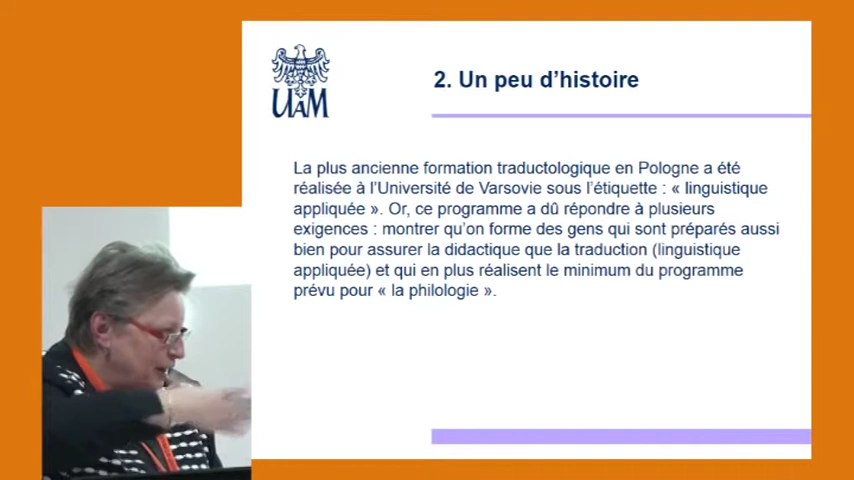 UAM
2. Un peu d'histoire
La plus ancienne formation traductologique en Pologne a été
réalisée à l'Université de Varsovie sous l'étiquette : « linguistique
appliquée ». Or, ce programme a dû répondre à plusieurs
exigences : montrer qu'on forme des gens qui sont préparés aussi
bien pour assurer la didactique que la traduction (linguistique
appliquée) et qui en plus réalisent le minimum du programme
prévu pour « la philologie ».